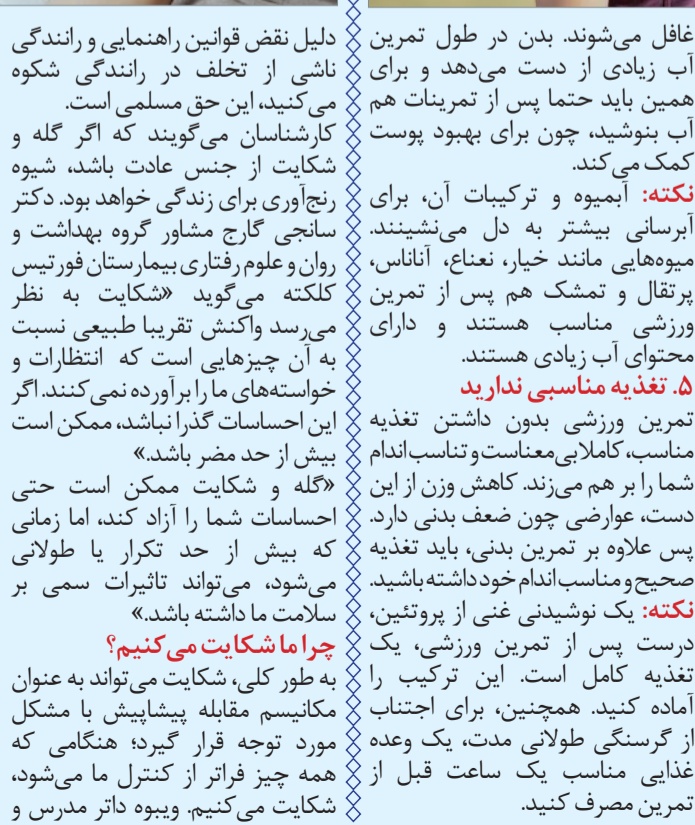 غافل می‌شوند. بدن در طول تمرین
آب زیادی از دست می‌دهد و برای
همین باید حتما پس از تمرینات هم
آب بنوشید، چون برای بهبود پوست
کمک می‌کند.
نکته: آبمیوه و ترکیبات آن، برای
آبرسانی بیشتر به دل می‌نشینند.
میوه‌هایی مانند خیار، نعناع، آناناس،
پرتقال و تمشک هم پس از تمرین
ورزشی مناسب هستند و دارای
محتوای آب زیادی هستند.
۵. تغذیه مناسبی ندارید
تمرین ورزشی بدون داشتن تغذیه
مناسب، کاملا بی‌معناست و تناسب اندام
شما را بر هم می‌زند. کاهش وزن از این
دست، عوارضی چون ضعف بدنی دارد.
پس علاوه بر تمرین بدنی، باید تغذیه
صحیح و مناسب اندام خود داشته باشید.
نکته: یک نوشیدنی غنی از پروتئین،
درست پس از تمرین ورزشی، یک
تغذیه کامل است. این ترکیب را
آماده کنید. همچنین، برای اجتناب
از گرسنگی طولانی مدت، یک وعده
غذایی مناسب یک ساعت قبل از
تمرین مصرف کنید.
دلیل نقض قوانین راهنمایی و رانندگی
ناشی از تخلف در رانندگی شکوه
می‌کنید، این حق مسلمی است.
کارشناسان می‌گویند که اگر گله و
شکایت از جنس عادت باشد، شیوه
رنج‌آوری برای زندگی خواهد بود. دکتر
سانجی گارج مشاور گروه بهداشت و
روان و علوم رفتاری بیمارستان فورتیس
کلکته می‌گوید «شکایت به نظر
می‌رسد واکنش تقریبا طبیعی نسبت
به آن چیزهایی است که انتظارات و
خواسته‌های ما را برآورده نمی‌کنند. اگر
این احساسات گذرا نباشد، ممکن است
بیش از حد مضر باشد.»
«گله و شکایت ممکن است حتی
احساسات شما را آزاد کند، اما زمانی
که بیش از حد تکرار یا طولانی
می‌شود، می‌تواند تاثیرات سمی بر
سلامت ما داشته باشد.»
چرا ما شکایت می‌کنیم؟
به طور کلی، شکایت می‌تواند به عنوان
مکانیسم مقابله پیشاپیش با مشکل
مورد توجه قرار گیرد؛ هنگامی که
همه چیز فراتر از کنترل ما می‌شود،
شکایت می‌کنیم. ویبوه داتر مدرس و